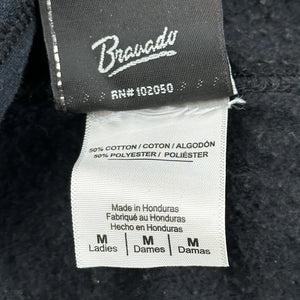 Bravado
RN#102050
50% COTTON / COTON / ALGODÓN
50% POLYESTER / POLIÉSTER
Made in Honduras
Fabriqué au Honduras
Hecho en Honduras
M M M
Ladies Dames Damas